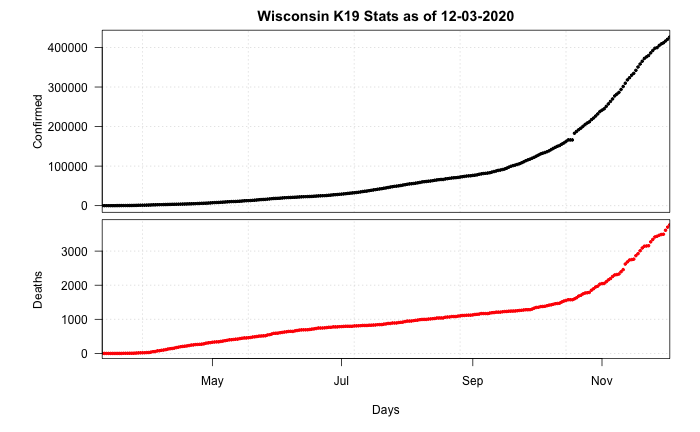 Wisconsin K19 Stats as of 12-03-2020
Confirmed
400000
300000
200000
100000
0
Deaths
3000
2000
1000
0
May Jul Sep Nov
Days